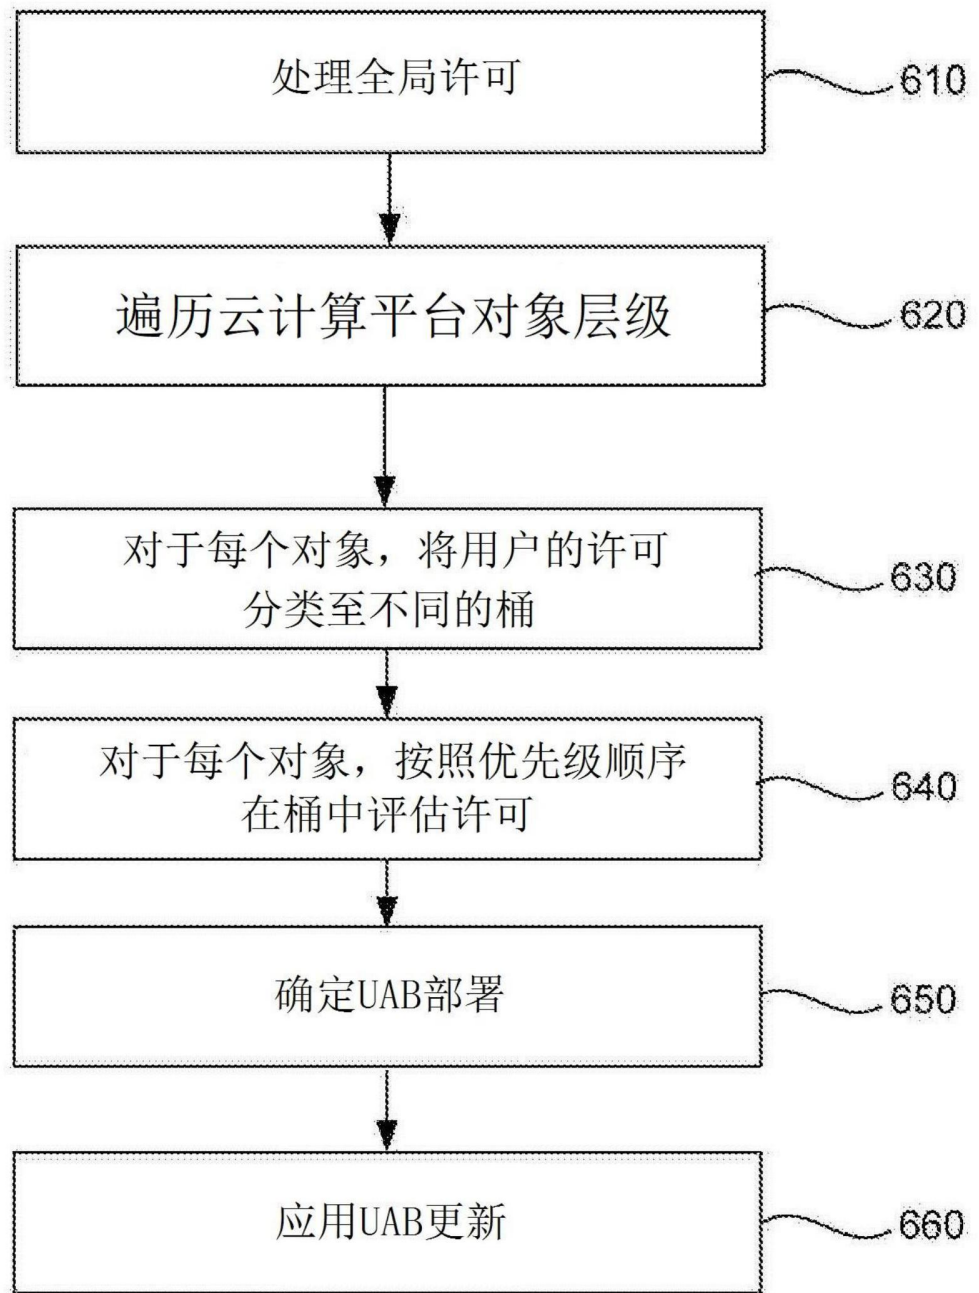 处理全局许可
610
遍历云计算平台对象层级
620
对于每个对象，将用户的许可
分类至不同的桶
630
对于每个对象，按照优先级顺序
在桶中评估许可
640
确定UAB部署
650
应用UAB更新
660